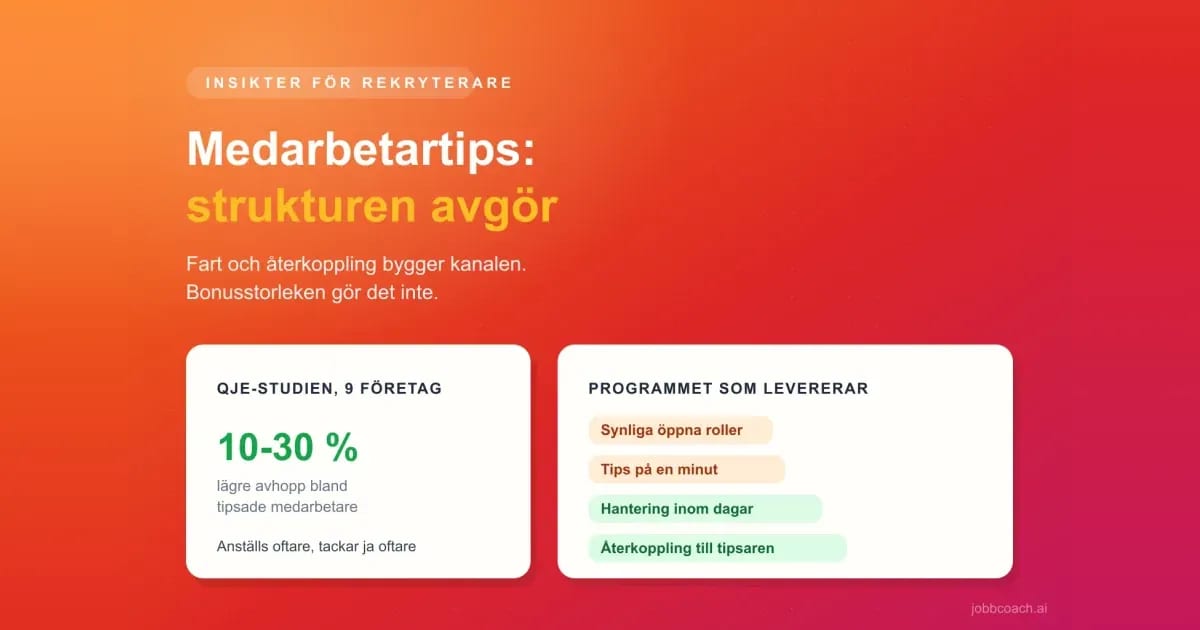 INSIKTER FÖR REKRYTERARE
Medarbetartips:
strukturen avgör
Fart och återkoppling bygger kanalen.
Bonusstorleken gör det inte.
QJE-STUDIEN, 9 FÖRETAG
10-30 %
lägre avhopp bland
tipsade medarbetare
Anställs oftare, tackar ja oftare
PROGRAMMET SOM LEVERERAR
Synliga öppna roller
Tips på en minut
Hantering inom dagar
Återkoppling till tipsaren
jobbcoach.ai